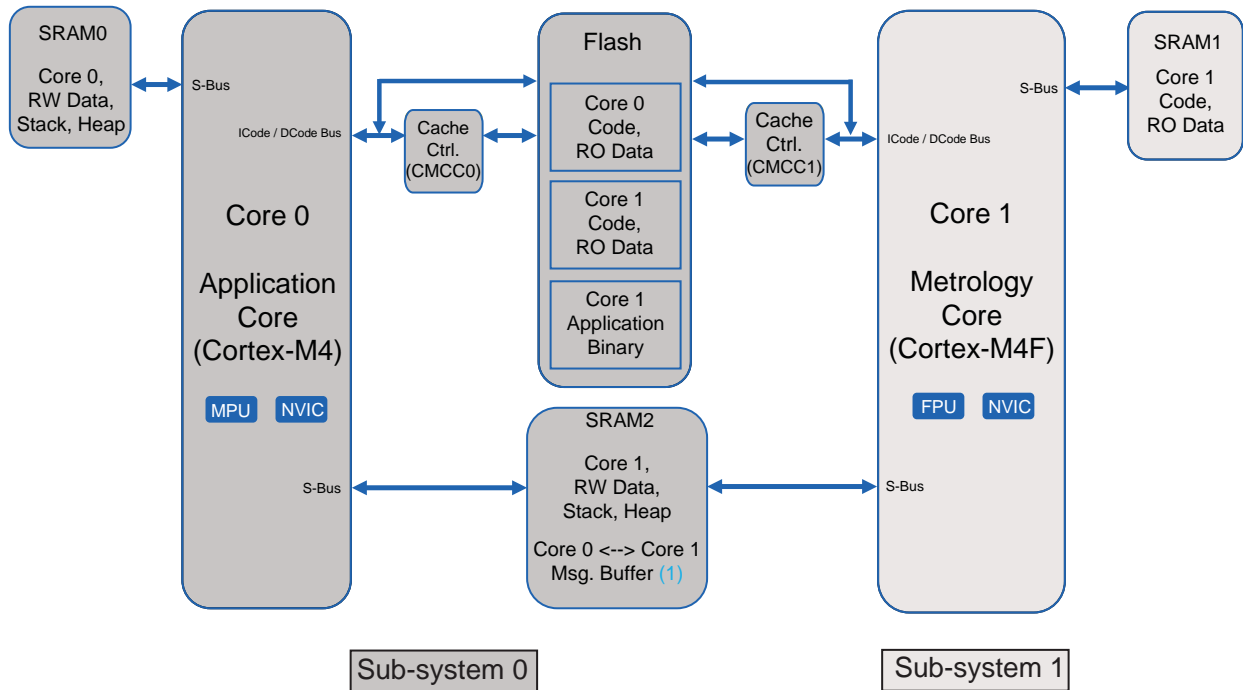 SRAM0
Core 0,
RW Data,
Stack, Heap
S-Bus
ICode / DCode Bus
Core 0
Application
Core
(Cortex-M4)
MPU
NVIC
S-Bus
Cache
Ctrl.
(CMCC0)
Flash
Core 0
Code,
RO Data
Core 1
Code,
RO Data
Core 1
Application
Binary
Cache
Ctrl.
(CMCC1)
SRAM2
Core 1,
RW Data,
Stack, Heap
Core 0 <--> Core 1
Msg. Buffer (1)
S-Bus
ICode / DCode Bus
Core 1
Metrology
Core
(Cortex-M4F)
FPU
NVIC
S-Bus
SRAM1
Core 1
Code,
RO Data
Sub-system 0
Sub-system 1